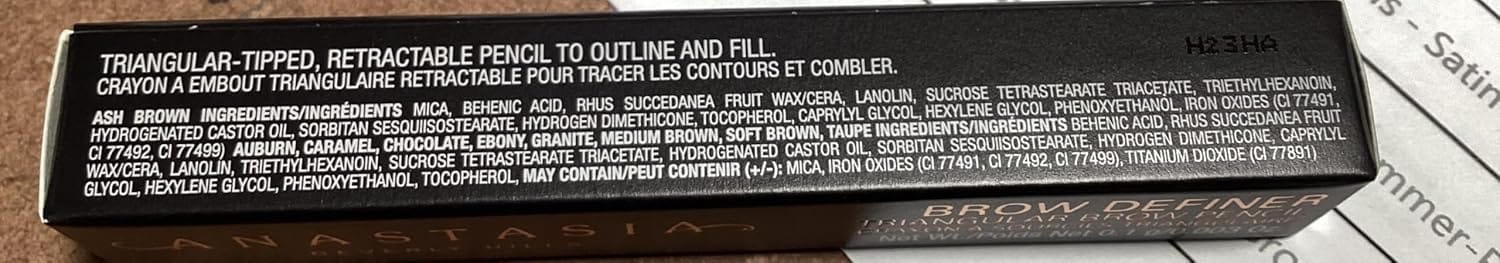 TRIANGULAR-TIPPED, RETRACTABLE PENCIL TO OUTLINE AND FILL.
CRAYON A EMBOUT TRIANGULAIRE RETRACTABLE POUR TRACER LES CONTOURS ET COMBLER.
H23HA
ASH BROWN INGREDIENTS/INGRÉDIENTS MICA, BEHENIC ACID, RHUS SUCCEDANEA FRUIT WAX/CERA, LANOLIN, SUCROSE TETRASTEARATE TRIACETATE, TRIETHYLHEXANOIN,
HYDROGENATED CASTOR OIL, SORBITAN SESQUIISOSTEARATE, HYDROGEN DIMETHICONE, TOCOPHEROL, CAPRYLYL GLYCOL, HEXYLENE GLYCOL, PHENOXYETHANOL, IRON OXIDES (CI 77491,
CI 77492, CI 77499) AUBURN, CARAMEL, CHOCOLATE, EBONY, GRANITE, MEDIUM BROWN, SOFT BROWN, TAUPE INGREDIENTS/INGRÉDIENTS BEHENIC ACID, RHUS SUCCEDANEA FRUIT
WAX/CERA, LANOLIN, TRIETHYLHEXANOIN, SUCROSE TETRASTEARATE TRIACETATE, HYDROGENATED CASTOR OIL, SORBITAN SESQUIISOSTEARATE, HYDROGEN DIMETHICONE, CAPRYLYL
GLYCOL, HEXYLENE GLYCOL, PHENOXYETHANOL, TOCOPHEROL, MAY CONTAIN/PEUT CONTENIR (+/-): MICA, IRON OXIDES (CI 77491, CI 77492, CI 77499), TITANIUM DIOXIDE (CI 77891)
ANASTASIA
BEVERLY HILLS
BROW DEFINER
TRIANGULAR BROW PENCIL
- Satin